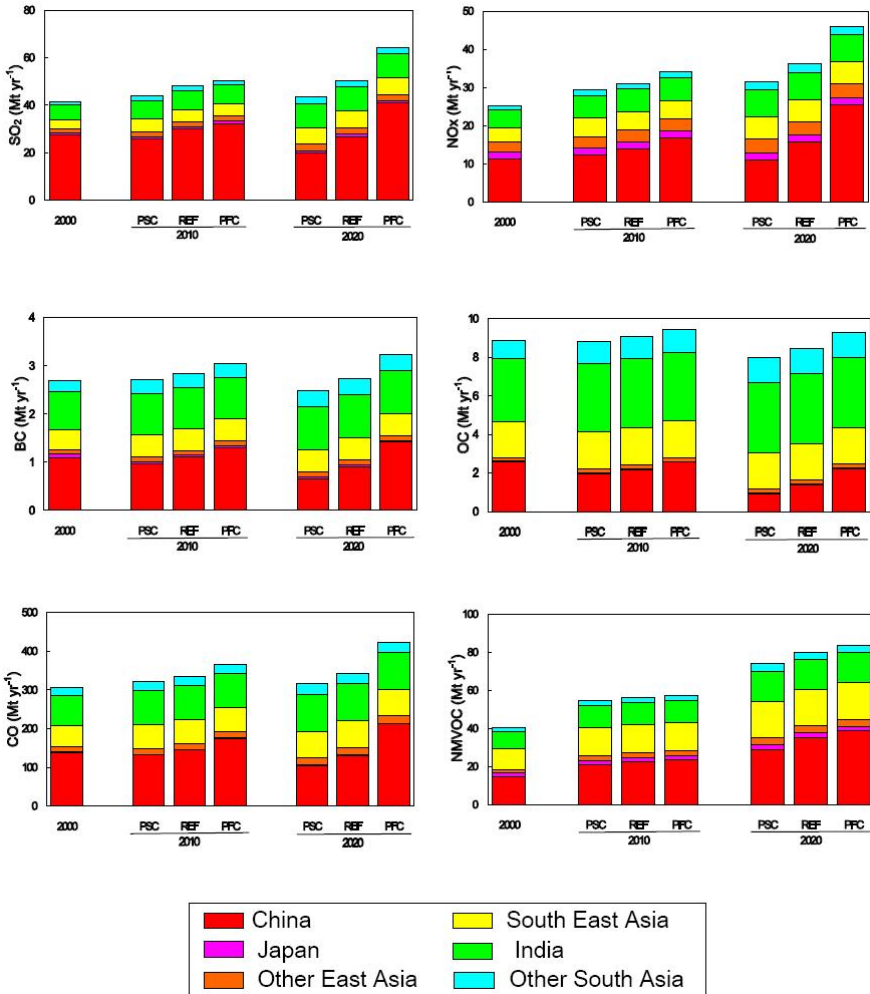 80
60
40
20
0
SO₂ (Mt yr⁻¹)
2000 PSC REF PFC PSC REF PFC
2010 2020
50
40
30
20
10
0
NOx (Mt yr⁻¹)
2000 PSC REF PFC PSC REF PFC
2010 2020
4
3
2
1
0
BC (Mt yr⁻¹)
2000 PSC REF PFC PSC REF PFC
2010 2020
10
8
6
4
2
0
OC (Mt yr⁻¹)
2000 PSC REF PFC PSC REF PFC
2010 2020
500
400
300
200
100
0
CO (Mt yr⁻¹)
2000 PSC REF PFC PSC REF PFC
2010 2020
100
80
60
40
20
0
NMVOC (Mt yr⁻¹)
2000 PSC REF PFC PSC REF PFC
2010 2020
China South East Asia
Japan India
Other East Asia Other South Asia